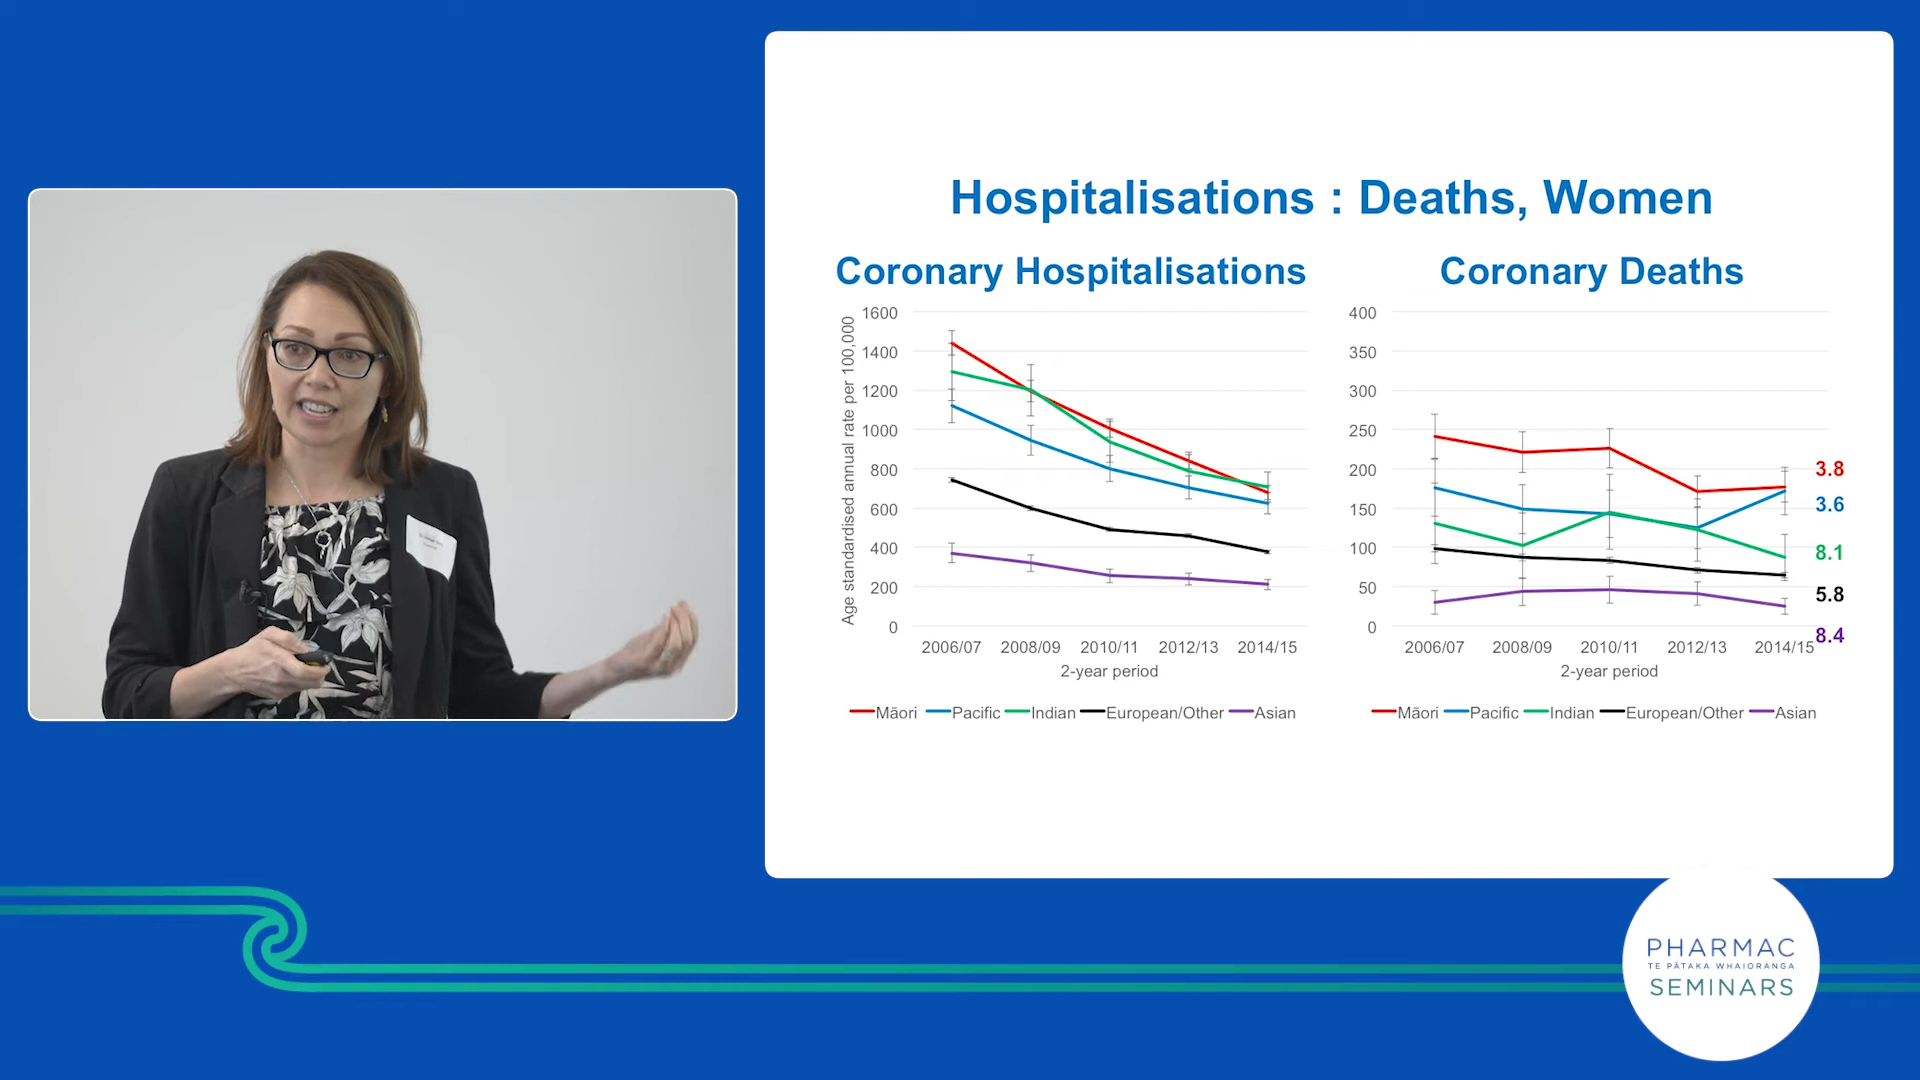 Hospitalisations : Deaths, Women
Coronary Hospitalisations
Age standardised annual rate per 100,000
1600
1400
1200
1000
800
600
400
200
0
2006/07 2008/09 2010/11 2012/13 2014/15
2-year period
Māori Pacific Indian European/Other Asian
Coronary Deaths
400
350
300
250
200
150
100
50
0
3.8
3.6
8.1
5.8
8.4
2006/07 2008/09 2010/11 2012/13 2014/15
2-year period
Māori Pacific Indian European/Other Asian
PHARMAC
TE PĀTAKA WHAIORANGA
SEMINARS